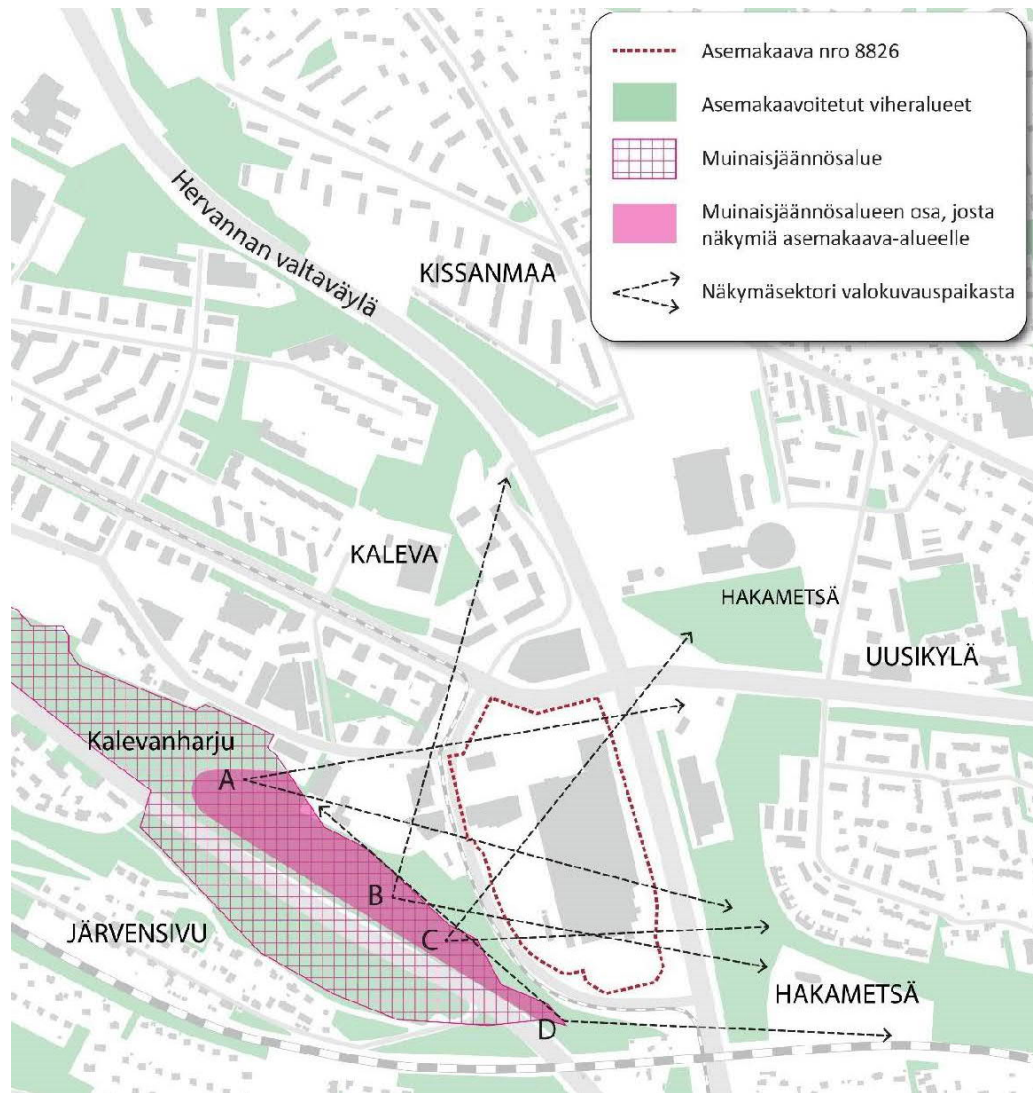 Asemakaava nro 8826
Asemakaavoitetut viheralueet
Muinaisjäännösalue
Muinaisjäännösalueen osa, josta
näkymiä asemakaava-alueelle
Näkymäsektori valokuvauspaikasta
Hervannan valtaväylä
KISSANMAA
KALEVA
HAKAMETSÄ
UUSIKYLÄ
Kalevanharju
A
B
C
JÄRVENSIVU
HAKAMETSÄ
D